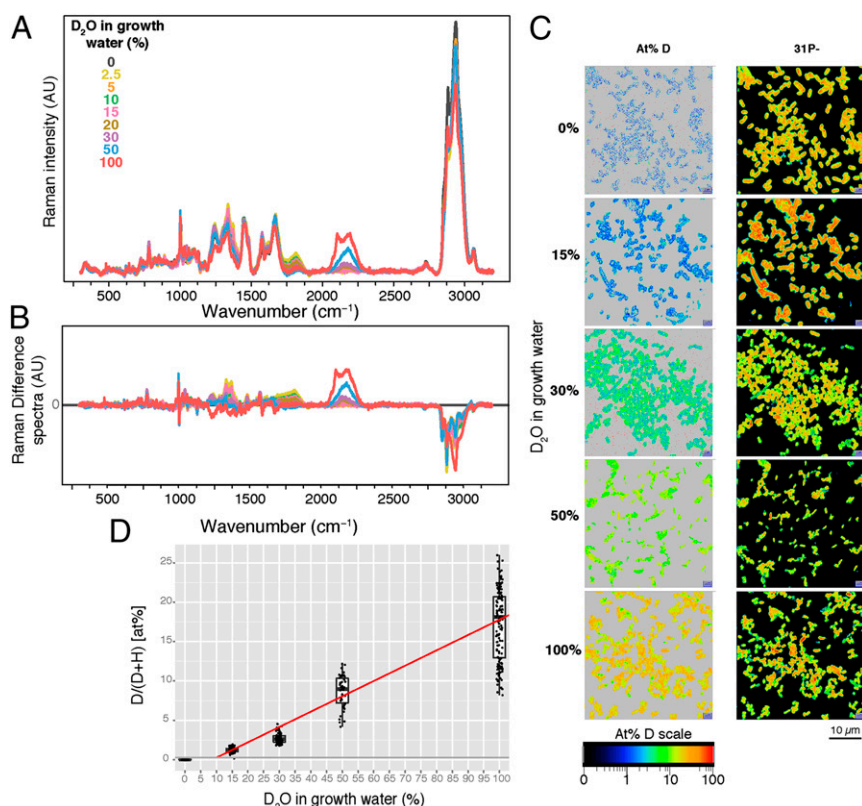 A
D₂O in growth
water (%)
0
2.5
5
10
15
20
30
50
100
Raman intensity (AU)
500 1000 1500 2000 2500 3000
Wavenumber (cm⁻¹)
B
Raman Difference
spectra (AU)
0
500 1000 1500 2000 2500 3000
Wavenumber (cm⁻¹)
C
At% D 31P-
D₂O in growth water
0%
15%
30%
50%
100%
10 µm
At% D scale
0 1 10 100
D
D/(D+H) [at%]
25
20
15
10
5
0
0 5 10 15 20 25 30 35 40 45 50 55 60 65 70 75 80 85 90 95 100
D₂O in growth water (%)